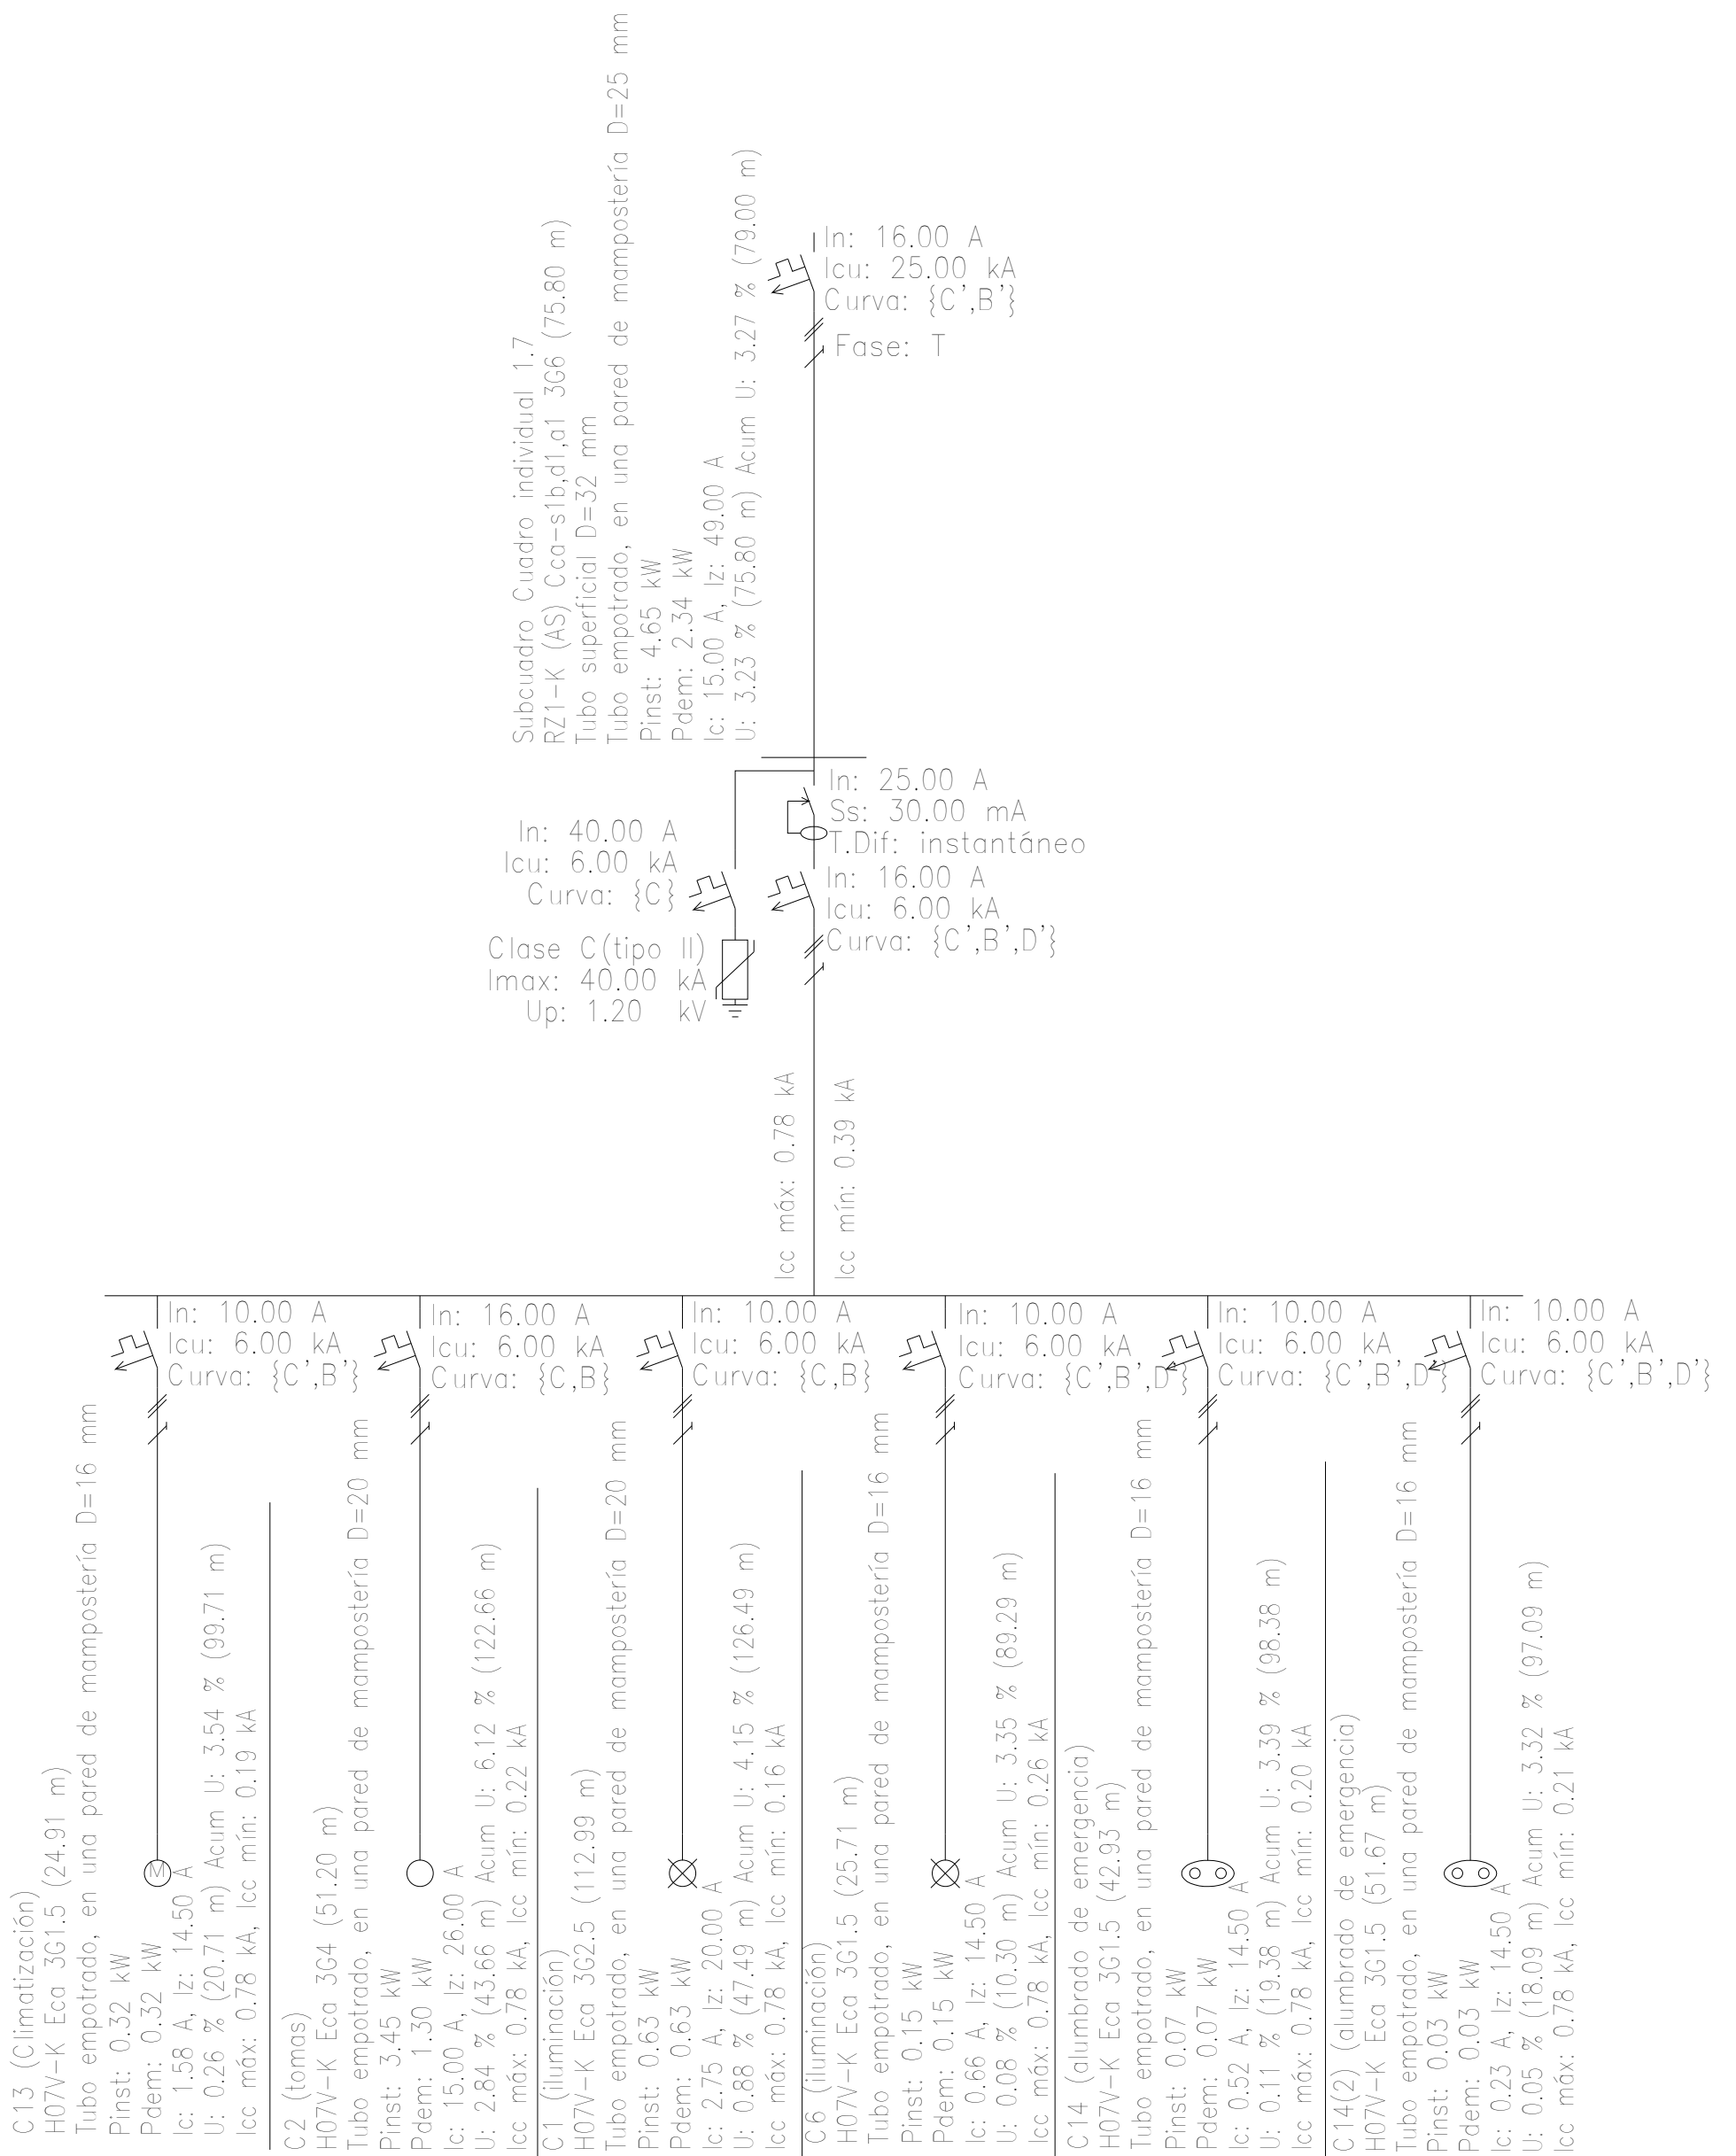 Subcuadro Cuadro individual 1.7
RZ1-K (AS) Cca-s1b,d1,a1 3G6 (75.80 m)
Tubo superficial D=32 mm
Tubo empotrado, en una pared de mampostería D=25 mm
Pinst: 4.65 kW
Pdem: 2.34 kW
Ic: 15.00 A, Iz: 49.00 A
U: 3.23 % (75.80 m) Acum U: 3.27 % (79.00 m)
In: 16.00 A
Icu: 25.00 kA
Curva: {C',B'}
Fase: T
In: 25.00 A
Ss: 30.00 mA
T.Dif: instantáneo
In: 40.00 A
Icu: 6.00 kA
Curva: {C}
In: 16.00 A
Icu: 6.00 kA
Curva: {C',B',D'}
Clase C(tipo II)
Imax: 40.00 kA
Up: 1.20 kV
Icc máx: 0.78 kA
Icc mín: 0.39 kA
In: 10.00 A
Icu: 6.00 kA
Curva: {C',B'}
In: 16.00 A
Icu: 6.00 kA
Curva: {C,B}
In: 10.00 A
Icu: 6.00 kA
Curva: {C,B}
In: 10.00 A
Icu: 6.00 kA
Curva: {C',B',D'}
In: 10.00 A
Icu: 6.00 kA
Curva: {C',B',D'}
In: 10.00 A
Icu: 6.00 kA
Curva: {C',B',D'}
C13 (Climatización)
H07V-K Eca 3G1.5 (24.91 m)
Tubo empotrado, en una pared de mampostería D=16 mm
Pinst: 0.32 kW
Pdem: 0.32 kW
M
Ic: 1.58 A, Iz: 14.50 A
U: 0.26 % (20.71 m) Acum U: 3.54 % (99.71 m)
Icc máx: 0.78 kA, Icc mín: 0.19 kA
C2 (tomas)
H07V-K Eca 3G4 (51.20 m)
Tubo empotrado, en una pared de mampostería D=20 mm
Pinst: 3.45 kW
Pdem: 1.30 kW
Ic: 15.00 A, Iz: 26.00 A
U: 2.84 % (43.66 m) Acum U: 6.12 % (122.66 m)
Icc máx: 0.78 kA, Icc mín: 0.22 kA
C1 (iluminación)
H07V-K Eca 3G2.5 (112.99 m)
Tubo empotrado, en una pared de mampostería D=20 mm
Pinst: 0.63 kW
Pdem: 0.63 kW
Ic: 2.75 A, Iz: 20.00 A
U: 0.88 % (47.49 m) Acum U: 4.15 % (126.49 m)
Icc máx: 0.78 kA, Icc mín: 0.16 kA
C6 (iluminación)
H07V-K Eca 3G1.5 (25.71 m)
Tubo empotrado, en una pared de mampostería D=16 mm
Pinst: 0.15 kW
Pdem: 0.15 kW
Ic: 0.66 A, Iz: 14.50 A
U: 0.08 % (10.30 m) Acum U: 3.35 % (89.29 m)
Icc máx: 0.78 kA, Icc mín: 0.26 kA
C14 (alumbrado de emergencia)
H07V-K Eca 3G1.5 (42.93 m)
Tubo empotrado, en una pared de mampostería D=16 mm
Pinst: 0.07 kW
Pdem: 0.07 kW
Ic: 0.52 A, Iz: 14.50 A
U: 0.11 % (19.38 m) Acum U: 3.39 % (98.38 m)
Icc máx: 0.78 kA, Icc mín: 0.20 kA
C14(2) (alumbrado de emergencia)
H07V-K Eca 3G1.5 (51.67 m)
Tubo empotrado, en una pared de mampostería D=16 mm
Pinst: 0.03 kW
Pdem: 0.03 kW
Ic: 0.23 A, Iz: 14.50 A
U: 0.05 % (18.09 m) Acum U: 3.32 % (97.09 m)
Icc máx: 0.78 kA, Icc mín: 0.21 kA